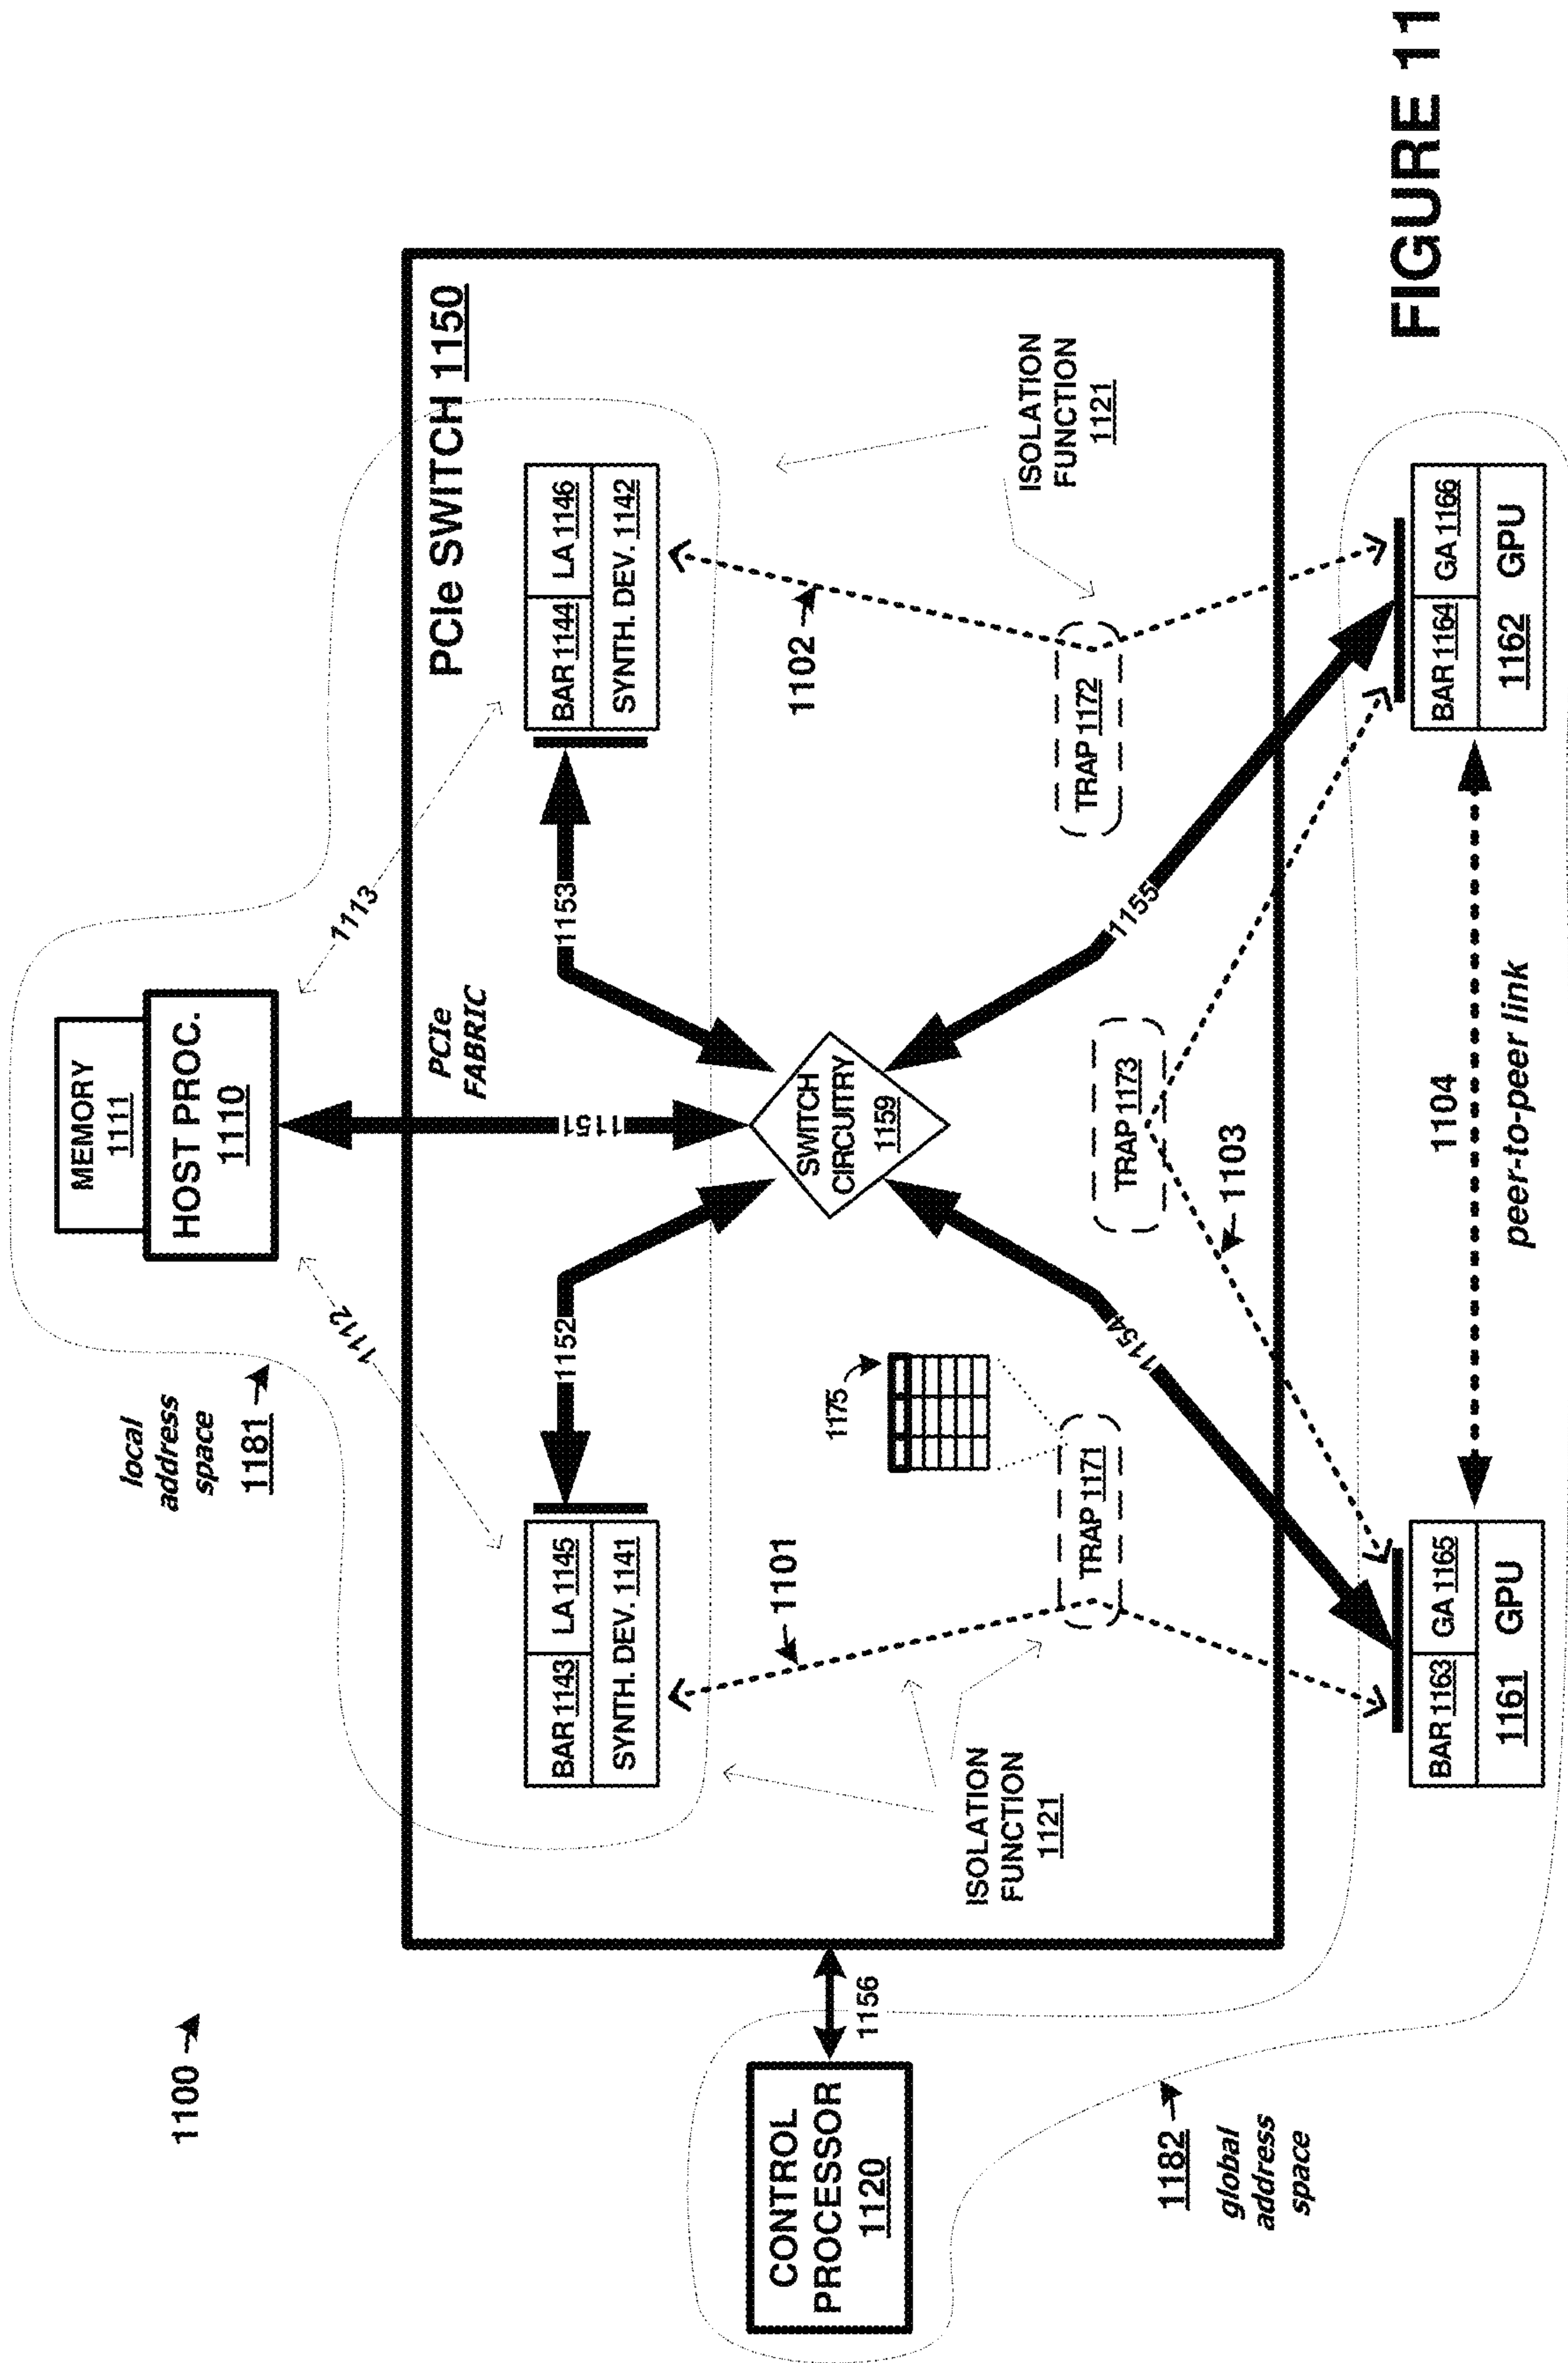 1100
MEMORY
1111
HOST PROC.
1110
local
address
space
1181
1112
1113
PCIe SWITCH 1150
PCIe
FABRIC
1151
BAR 1143
LA 1145
SYNTH. DEV. 1141
1152
1153
BAR 1144
LA 1146
SYNTH. DEV. 1142
CONTROL
PROCESSOR
1120
1156
SWITCH
CIRCUITRY
1159
1101
1102
1175
ISOLATION
FUNCTION
1121
ISOLATION
FUNCTION
1121
TRAP 1171
TRAP 1173
TRAP 1172
1154
1155
1103
1182
global
address
space
BAR 1163
GA 1165
1161 GPU
1104
peer-to-peer link
BAR 1164
GA 1166
1162 GPU
FIGURE 11